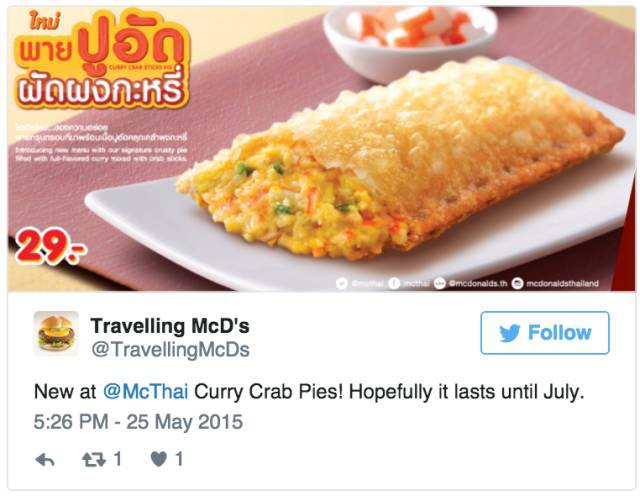 ใหม่
พาย ปูอัด
CURRY CRAB STICKS PIE
ผัดผงกะหรี่
Introducing new menu with our signature crusty pie
filled with full-flavored curry mixed with crab sticks.
29.-
@mcthai mcthai @mcdonalds.th mcdonaldsthailand
Travelling McD's
@TravellingMcDs
Follow
New at @McThai Curry Crab Pies! Hopefully it lasts until July.
5:26 PM - 25 May 2015
1 1